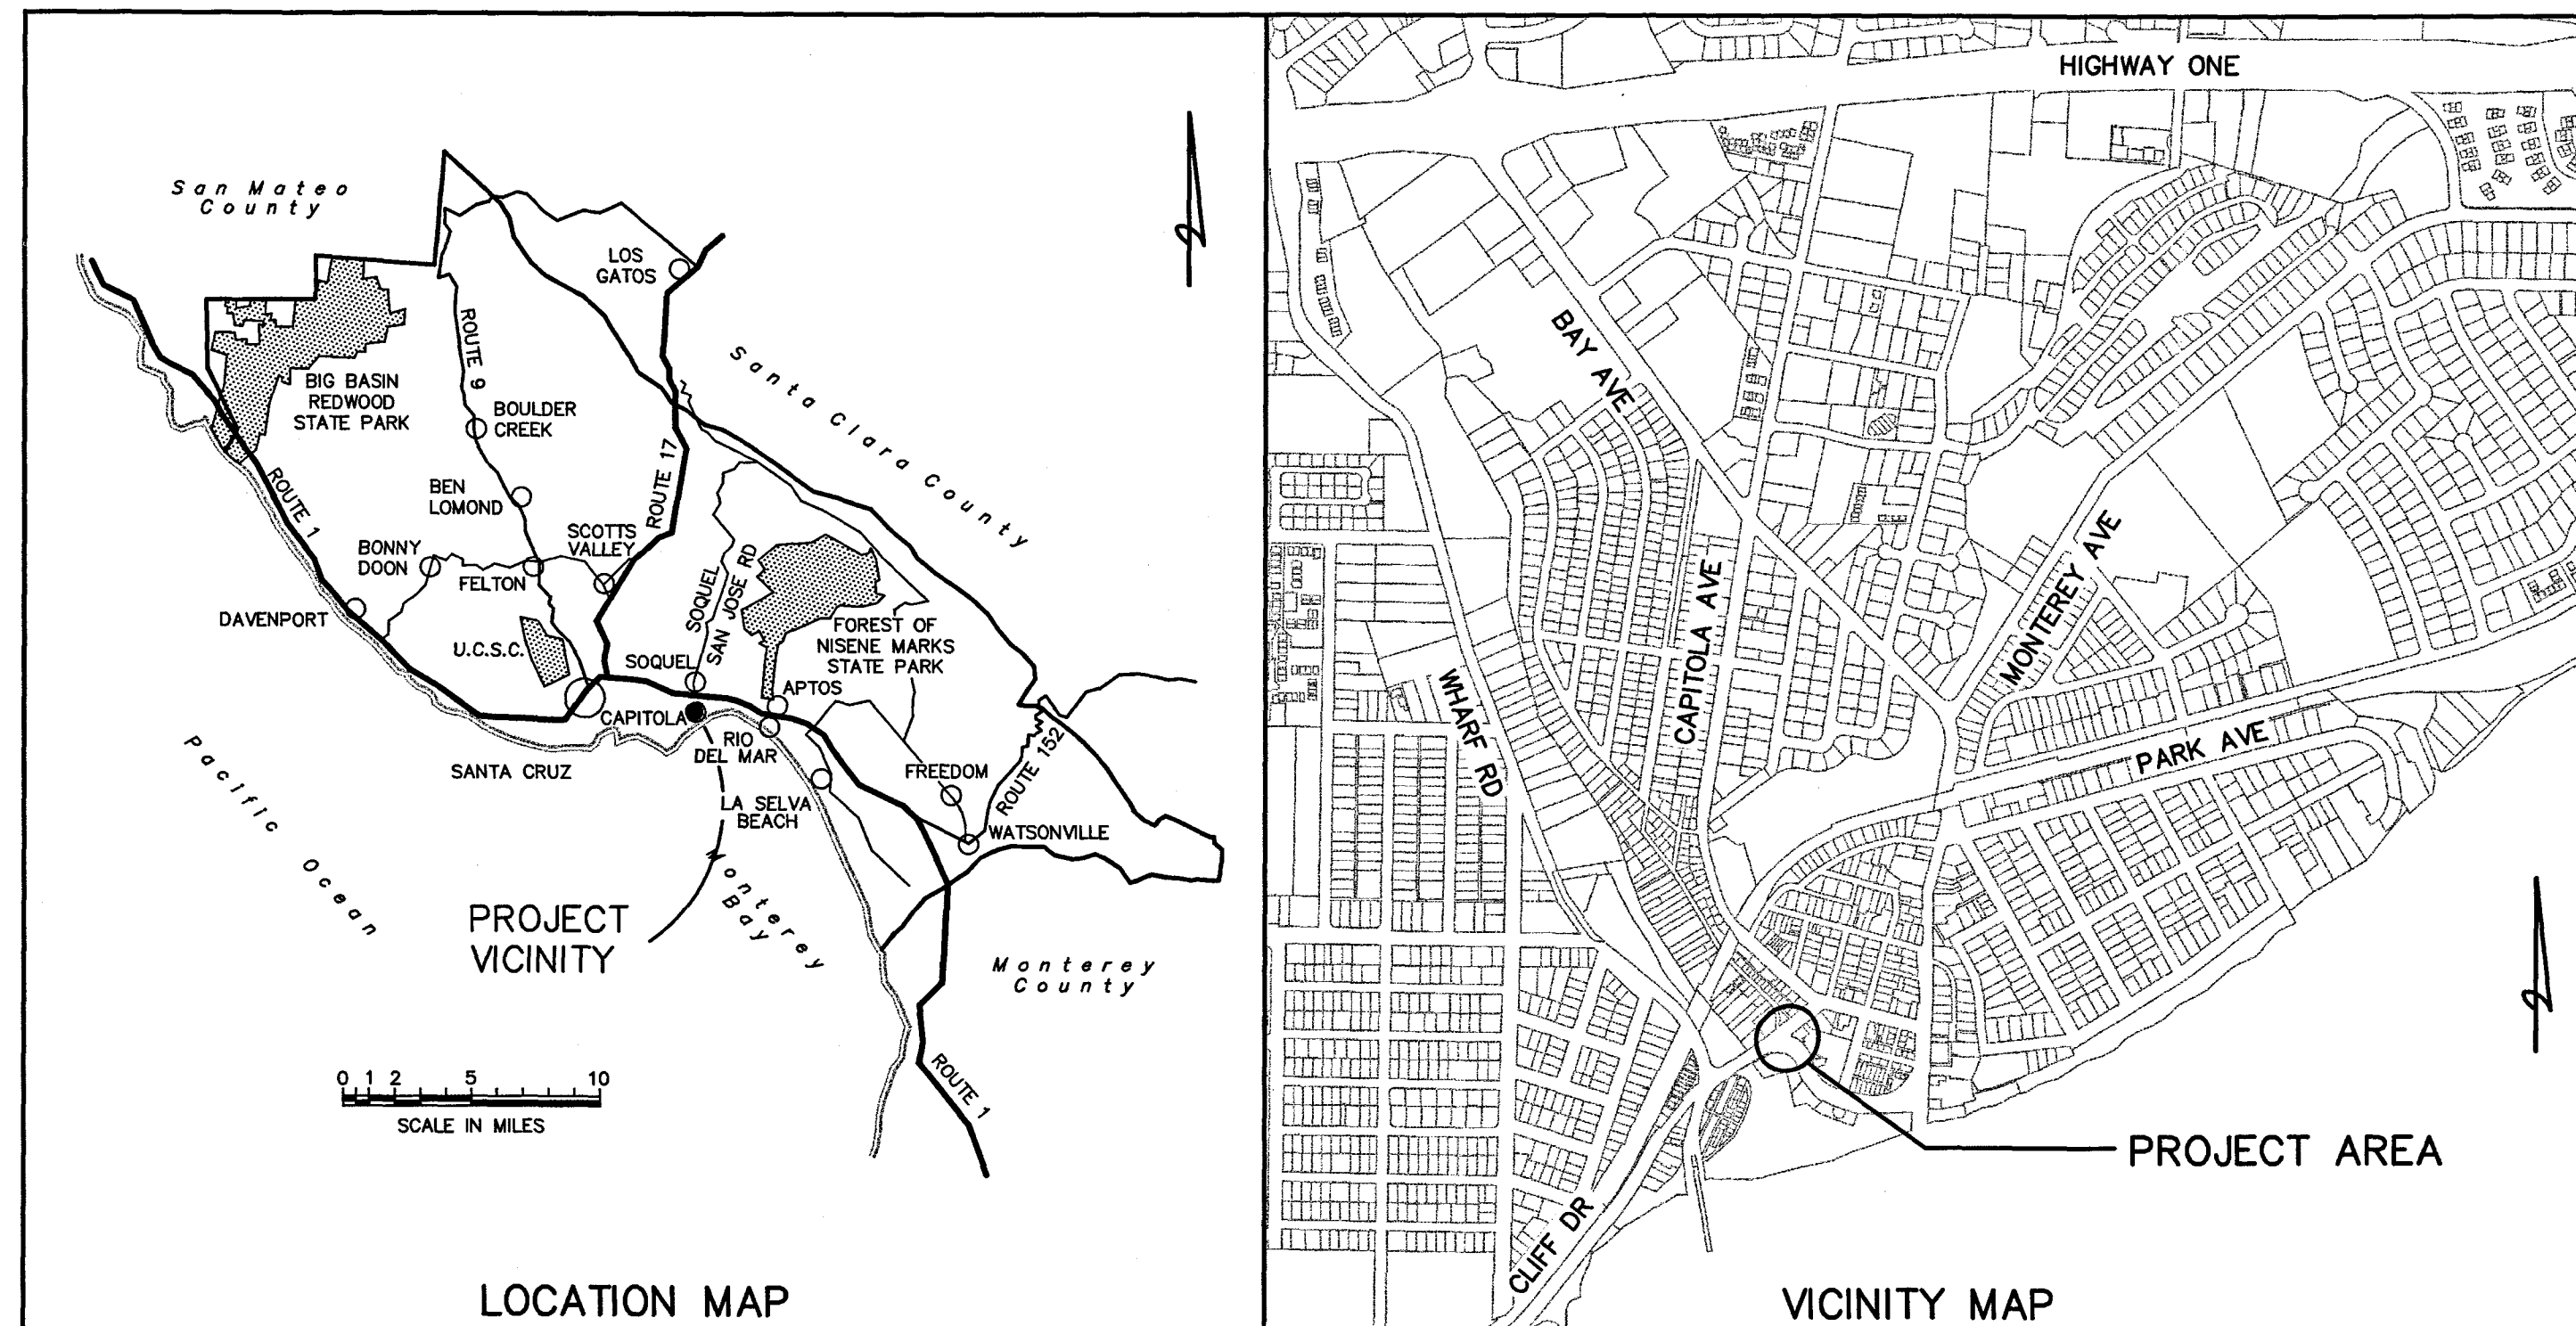 San Mateo
County
LOS
GATOS
Santa Clara County
ROUTE 9
BIG BASIN
REDWOOD
STATE PARK
BOULDER
CREEK
ROUTE 17
ROUTE 1
BEN
LOMOND
SCOTTS
VALLEY
BONNY
DOON
FELTON
SOQUEL
SAN JOSE RD
DAVENPORT
U.C.S.C.
FOREST OF
NISENE MARKS
STATE PARK
SOQUEL
APTOS
CAPITOLA
RIO
DEL MAR
SANTA CRUZ
FREEDOM
ROUTE 152
LA SELVA
BEACH
WATSONVILLE
Pacific Ocean
Monterey
Bay
PROJECT
VICINITY
Monterey
County
ROUTE 1
0 1 2 5 10
SCALE IN MILES
LOCATION MAP
HIGHWAY ONE
BAY AVE
CAPITOLA AVE
MONTEREY AVE
WHARF RD
PARK AVE
PROJECT AREA
CLIFF DR
VICINITY MAP